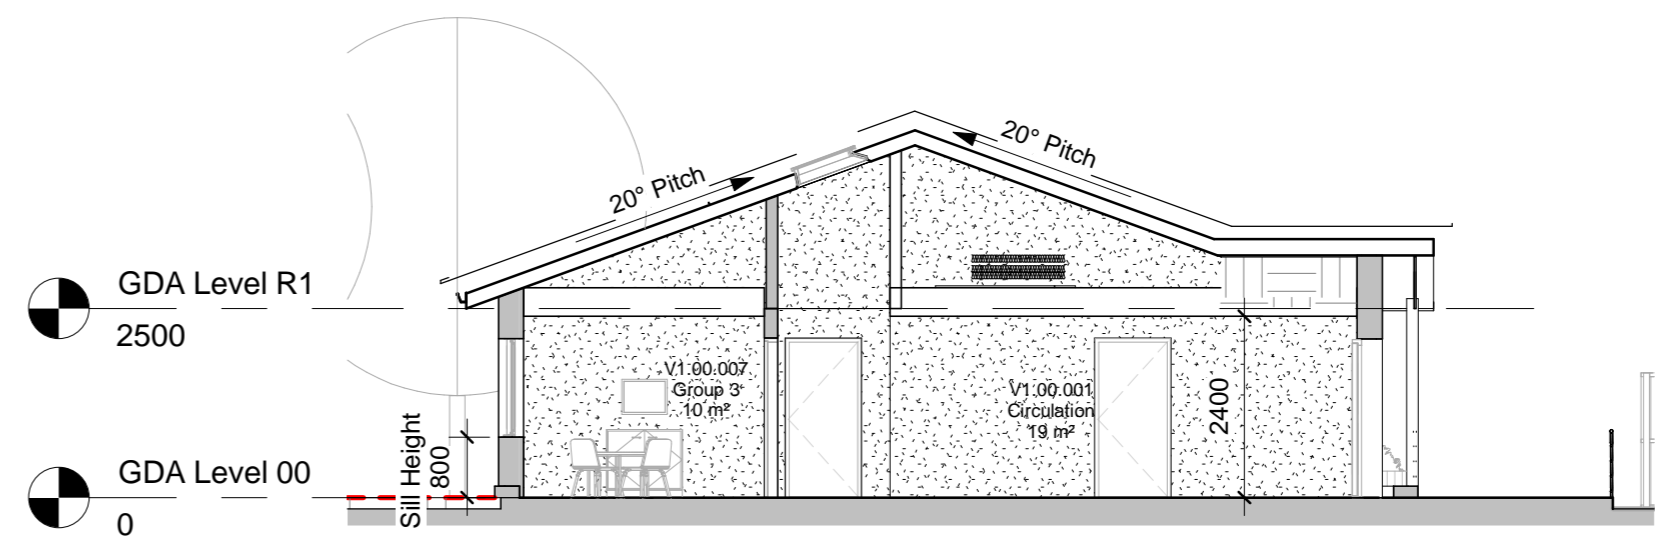 20° Pitch
20° Pitch
GDA Level R1
2500
V1.00.007
Group 3
10 m²
V1.00.001
Circulation
19 m²
2400
Sill Height
800
GDA Level 00
0